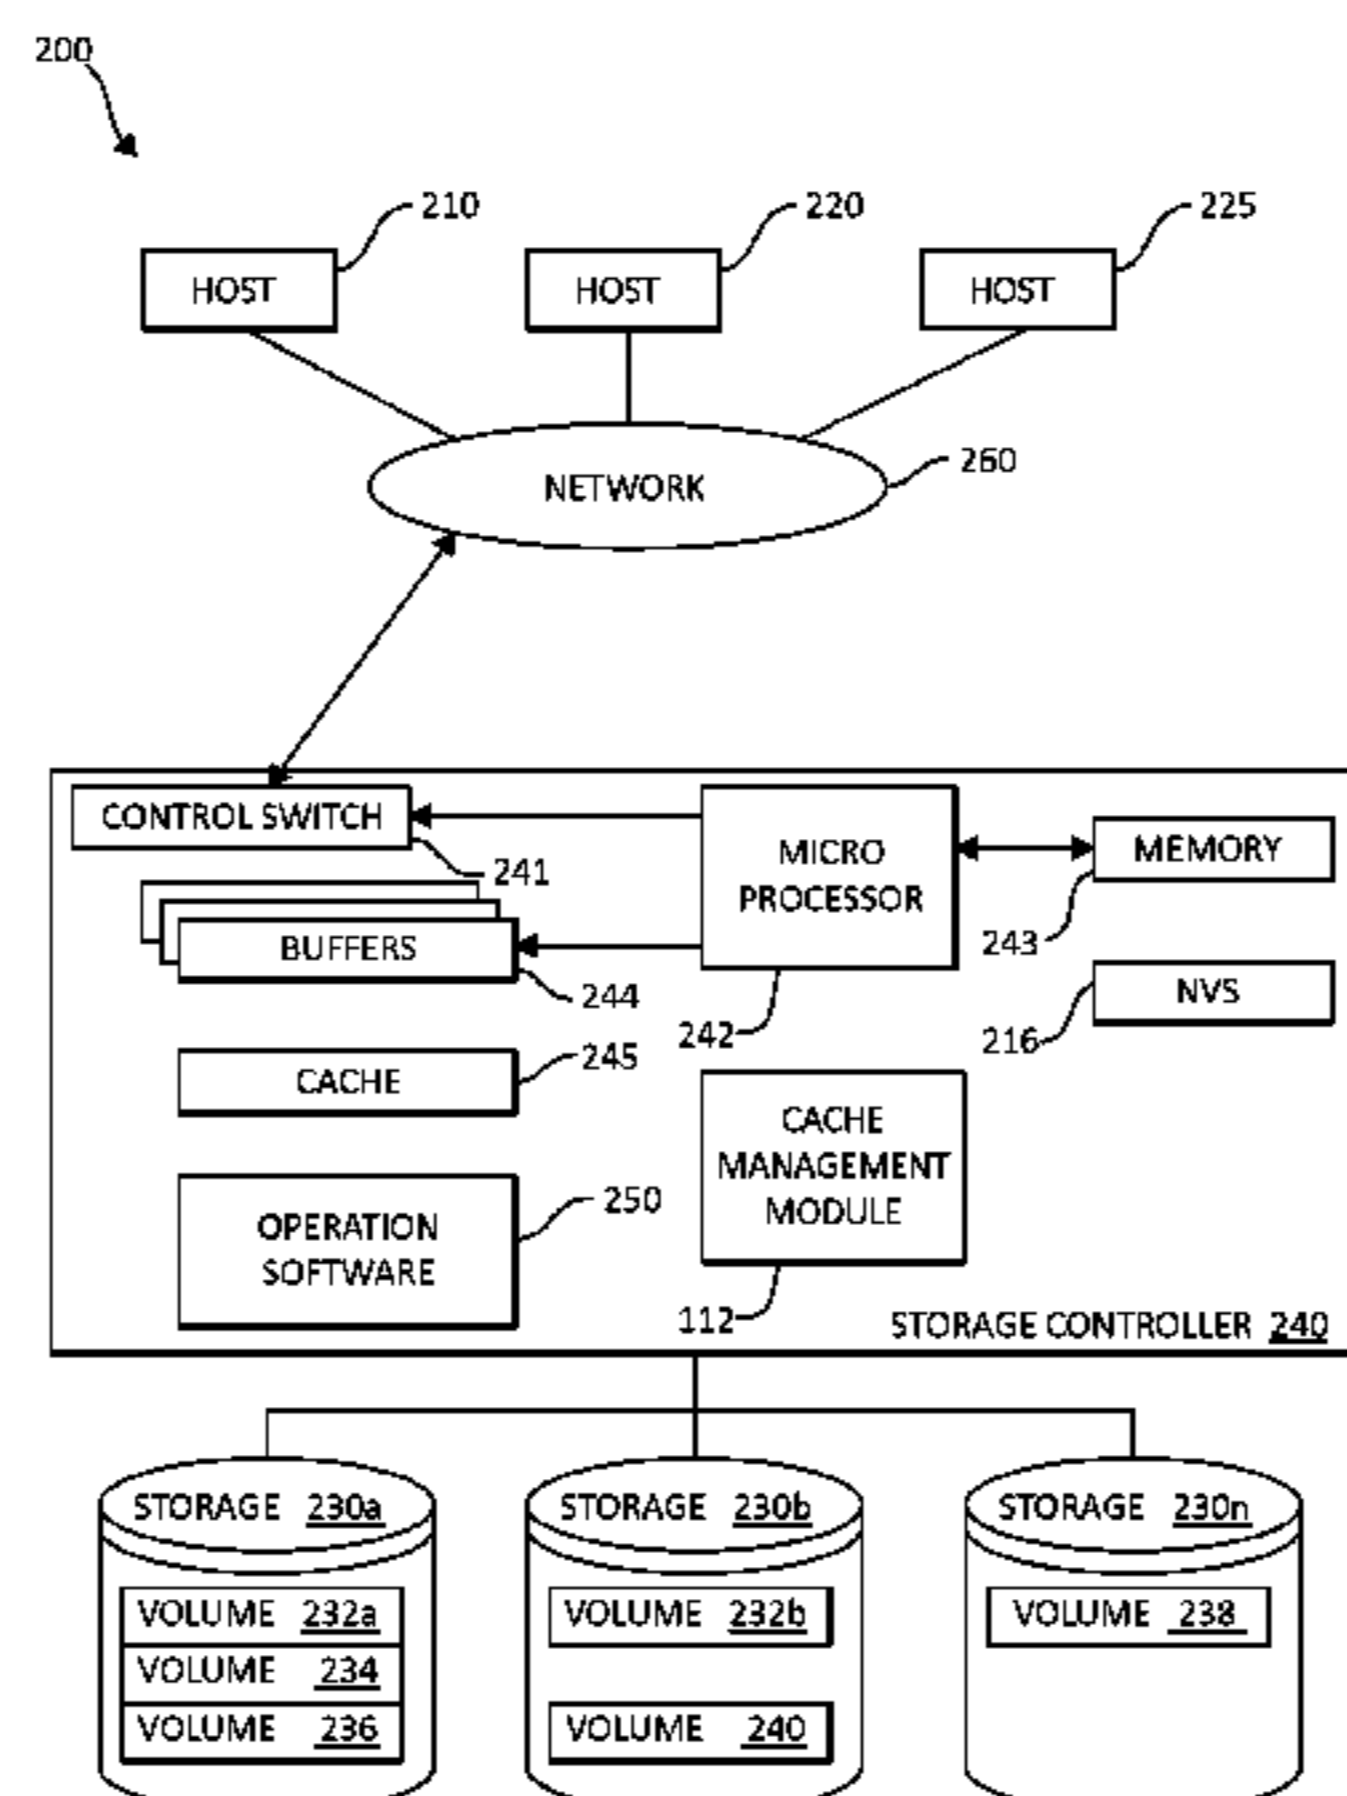 200
210
220
225
HOST
HOST
HOST
260
NETWORK
CONTROL SWITCH
241
MICRO
PROCESSOR
MEMORY
243
BUFFERS
244
242
NVS
216
CACHE
245
CACHE
MANAGEMENT
MODULE
112
OPERATION
SOFTWARE
250
STORAGE CONTROLLER 240
STORAGE 230a
VOLUME 232a
VOLUME 234
VOLUME 236
STORAGE 230b
VOLUME 232b
VOLUME 240
STORAGE 230n
VOLUME 238